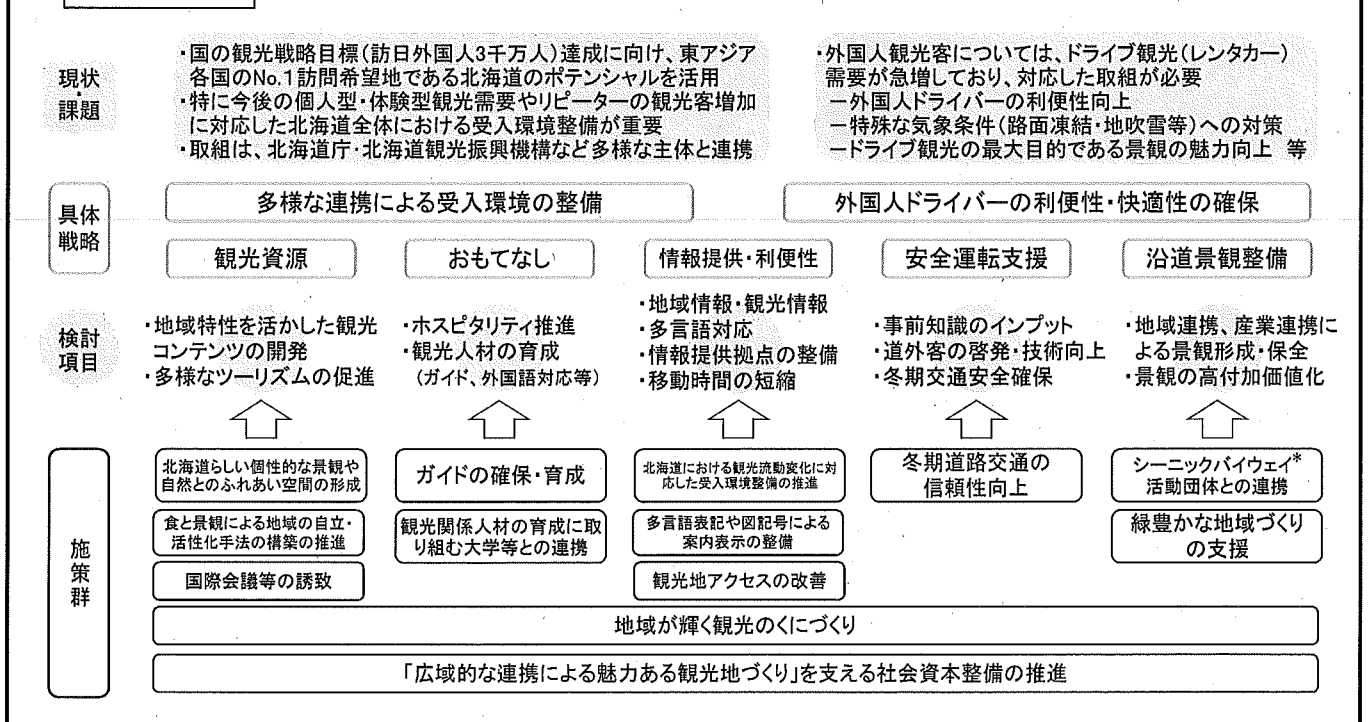 現状・課題
・国の観光戦略目標(訪日外国人3千万人)達成に向け、東アジア
各国のNo.1訪問希望地である北海道のポテンシャルを活用
・特に今後の個人型・体験型観光需要やリピーターの観光客増加
に対応した北海道全体における受入環境整備が重要
・取組は、北海道庁・北海道観光振興機構など多様な主体と連携
・外国人観光客については、ドライブ観光(レンタカー)
需要が急増しており、対応した取組が必要
－外国人ドライバーの利便性向上
－特殊な気象条件(路面凍結・地吹雪等)への対策
－ドライブ観光の最大目的である景観の魅力向上 等
具体
戦略
多様な連携による受入環境の整備
外国人ドライバーの利便性・快適性の確保
観光資源
おもてなし
情報提供・利便性
安全運転支援
沿道景観整備
検討
項目
・地域特性を活かした観光
コンテンツの開発
・多様なツーリズムの促進
・ホスピタリティ推進
・観光人材の育成
(ガイド、外国語対応等)
・地域情報・観光情報
・多言語対応
・情報提供拠点の整備
・移動時間の短縮
・事前知識のインプット
・道外客の啓発・技術向上
・冬期交通安全確保
・地域連携、産業連携に
よる景観形成・保全
・景観の高付加価値化
施策群
北海道らしい個性的な景観や
自然とのふれあい空間の形成
食と景観による地域の自立・
活性化手法の構築の推進
国際会議等の誘致
ガイドの確保・育成
観光関係人材の育成に取
り組む大学等との連携
北海道における観光流動変化に対
応した受入環境整備の推進
多言語表記や図記号による
案内表示の整備
観光地アクセスの改善
冬期道路交通の
信頼性向上
シーニックバイウェイ*
活動団体との連携
緑豊かな地域づくり
の支援
地域が輝く観光のくにづくり
「広域的な連携による魅力ある観光地づくり」を支える社会資本整備の推進